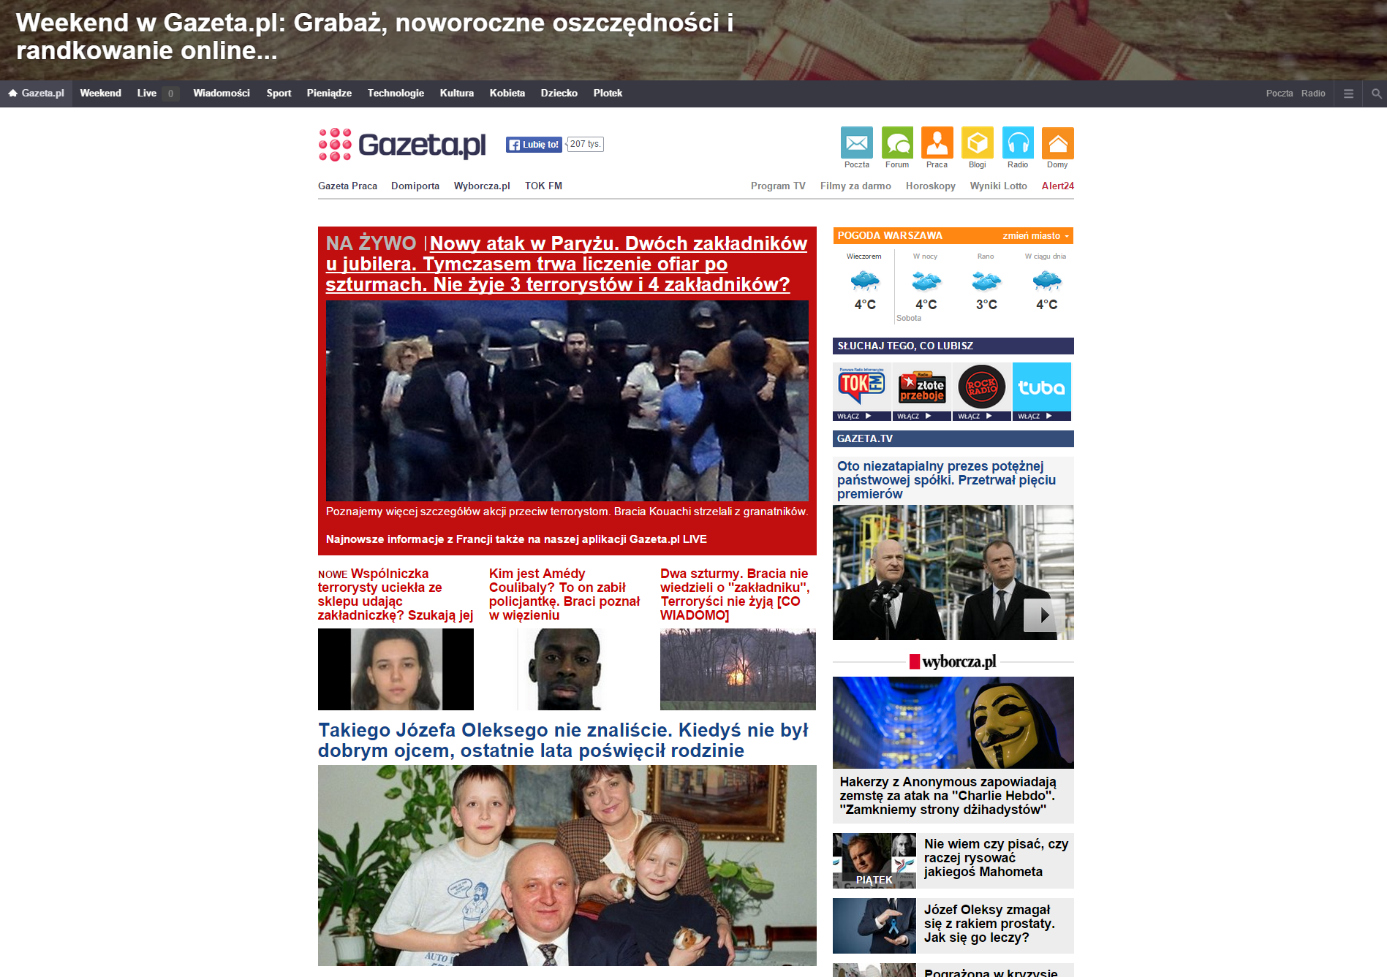 Weekend w Gazeta.pl: Grabaż, noworoczne oszczędności i
randkowanie online...
Gazeta.pl Weekend Live 0 Wiadomości Sport Pieniądze Technologie Kultura Kobieta Dziecko Plotek Poczta Radio
Gazeta.pl Lubię to! 207 tys.
Poczta Forum Praca Blogi Radio Domy
Gazeta Praca Domiporta Wyborcza.pl TOK FM Program TV Filmy za darmo Horoskopy Wyniki Lotto Alert24
NA ŻYWO | Nowy atak w Paryżu. Dwóch zakładników
u jubilera. Tymczasem trwa liczenie ofiar po
szturmach. Nie żyje 3 terrorystów i 4 zakładników?
Poznajemy więcej szczegółów akcji przeciw terrorystom. Bracia Kouachi strzelali z granatników.
Najnowsze informacje z Francji także na naszej aplikacji Gazeta.pl LIVE
NOWE Wspólniczka
terrorysty uciekła ze
sklepu udając
zakładniczkę? Szukają jej
Kim jest Amédy
Coulibaly? To on zabił
policjantkę. Braci poznał
w więzieniu
Dwa szturmy. Bracia nie
wiedzieli o "zakładniku",
Terroryści nie żyją [CO
WIADOMO]
Takiego Józefa Oleksego nie znaliście. Kiedyś nie był
dobrym ojcem, ostatnie lata poświęcił rodzinie
AUTO
POGODA WARSZAWA zmień miasto
Wieczorem W nocy Rano W ciągu dnia
4°C 4°C 3°C 4°C
Sobota
SŁUCHAJ TEGO, CO LUBISZ
TOK FM Radio złote przeboje ROCK RADIO tuba
WŁĄCZ WŁĄCZ WŁĄCZ WŁĄCZ
GAZETA.TV
Oto niezatapialny prezes potężnej
państwowej spółki. Przetrwał pięciu
premierów
wyborcza.pl
Hakerzy z Anonymous zapowiadają
zemstę za atak na "Charlie Hebdo".
"Zamkniemy strony dżihadystów"
PIĄTEK
Nie wiem czy pisać, czy
raczej rysować
jakiegoś Mahometa
Józef Oleksy zmagał
się z rakiem prostaty.
Jak się go leczy?
Pogrążona w kryzysie